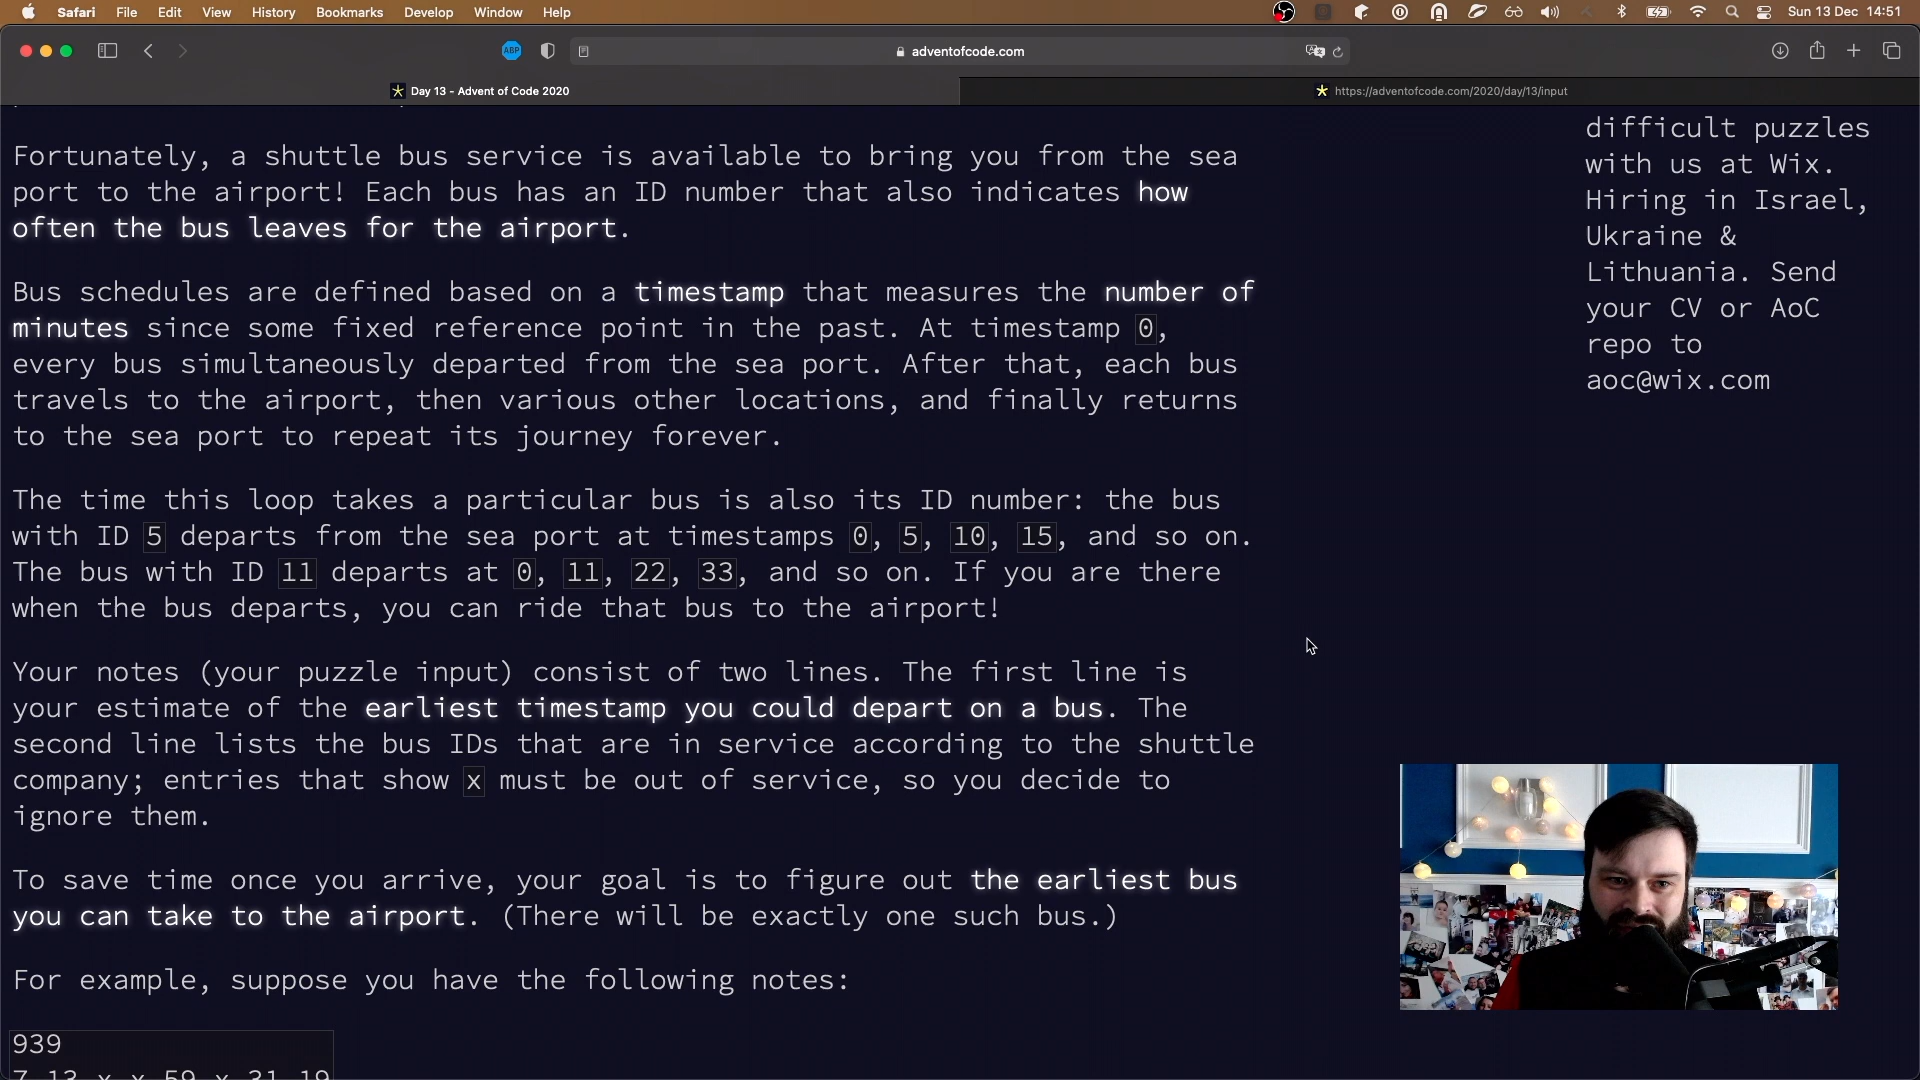 Safari File Edit View History Bookmarks Develop Window Help Sun 13 Dec 14:51
ABP adventofcode.com
Day 13 - Advent of Code 2020 https://adventofcode.com/2020/day/13/input
Fortunately, a shuttle bus service is available to bring you from the sea
port to the airport! Each bus has an ID number that also indicates how
often the bus leaves for the airport.
Bus schedules are defined based on a timestamp that measures the number of
minutes since some fixed reference point in the past. At timestamp 0,
every bus simultaneously departed from the sea port. After that, each bus
travels to the airport, then various other locations, and finally returns
to the sea port to repeat its journey forever.
The time this loop takes a particular bus is also its ID number: the bus
with ID 5 departs from the sea port at timestamps 0, 5, 10, 15, and so on.
The bus with ID 11 departs at 0, 11, 22, 33, and so on. If you are there
when the bus departs, you can ride that bus to the airport!
Your notes (your puzzle input) consist of two lines. The first line is
your estimate of the earliest timestamp you could depart on a bus. The
second line lists the bus IDs that are in service according to the shuttle
company; entries that show x must be out of service, so you decide to
ignore them.
To save time once you arrive, your goal is to figure out the earliest bus
you can take to the airport. (There will be exactly one such bus.)
For example, suppose you have the following notes:
939
7,13,x,x,59,x,31,19
difficult puzzles
with us at Wix.
Hiring in Israel,
Ukraine &
Lithuania. Send
your CV or AoC
repo to
aoc@wix.com